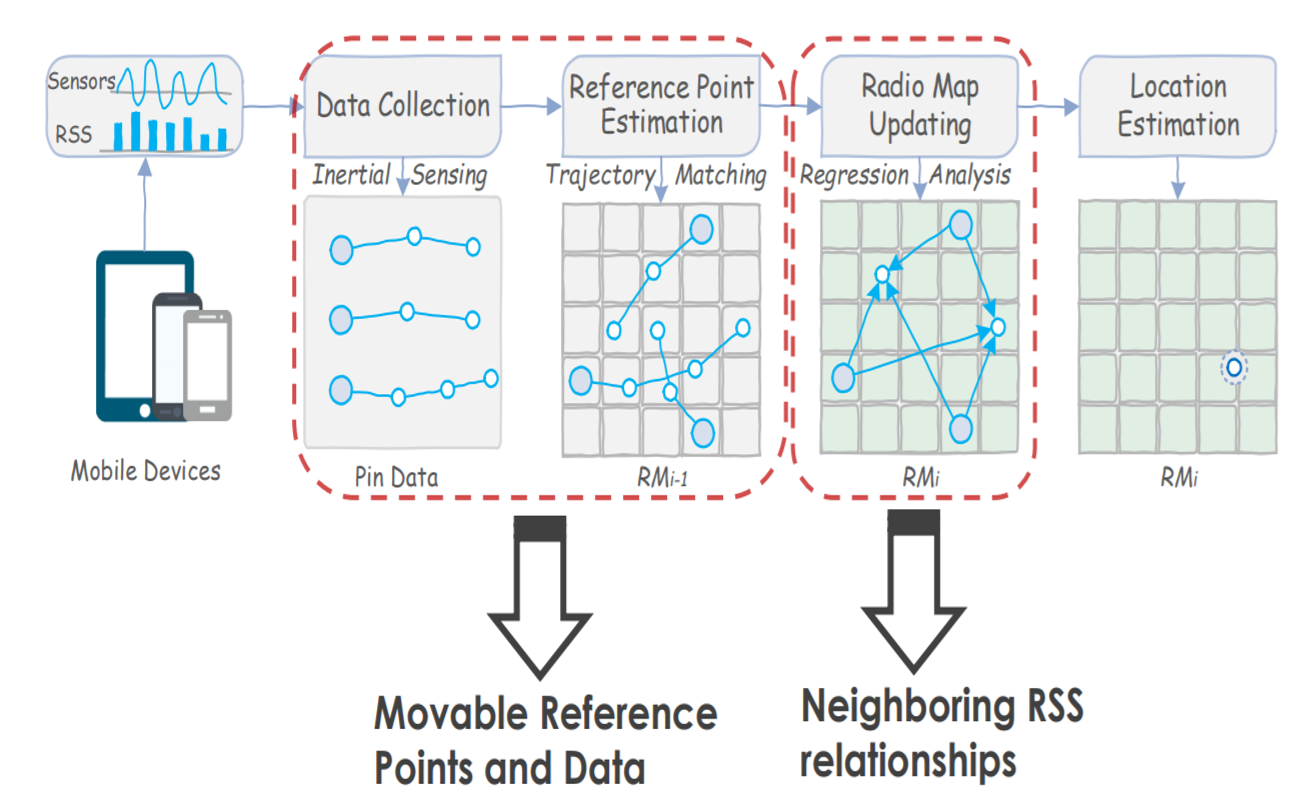 Sensors
RSS
Data Collection
Reference Point
Estimation
Radio Map
Updating
Location
Estimation
Inertial Sensing
Trajectory Matching
Regression Analysis
Mobile Devices
Pin Data
RMi-1
RMi
RMi
Movable Reference
Points and Data
Neighboring RSS
relationships